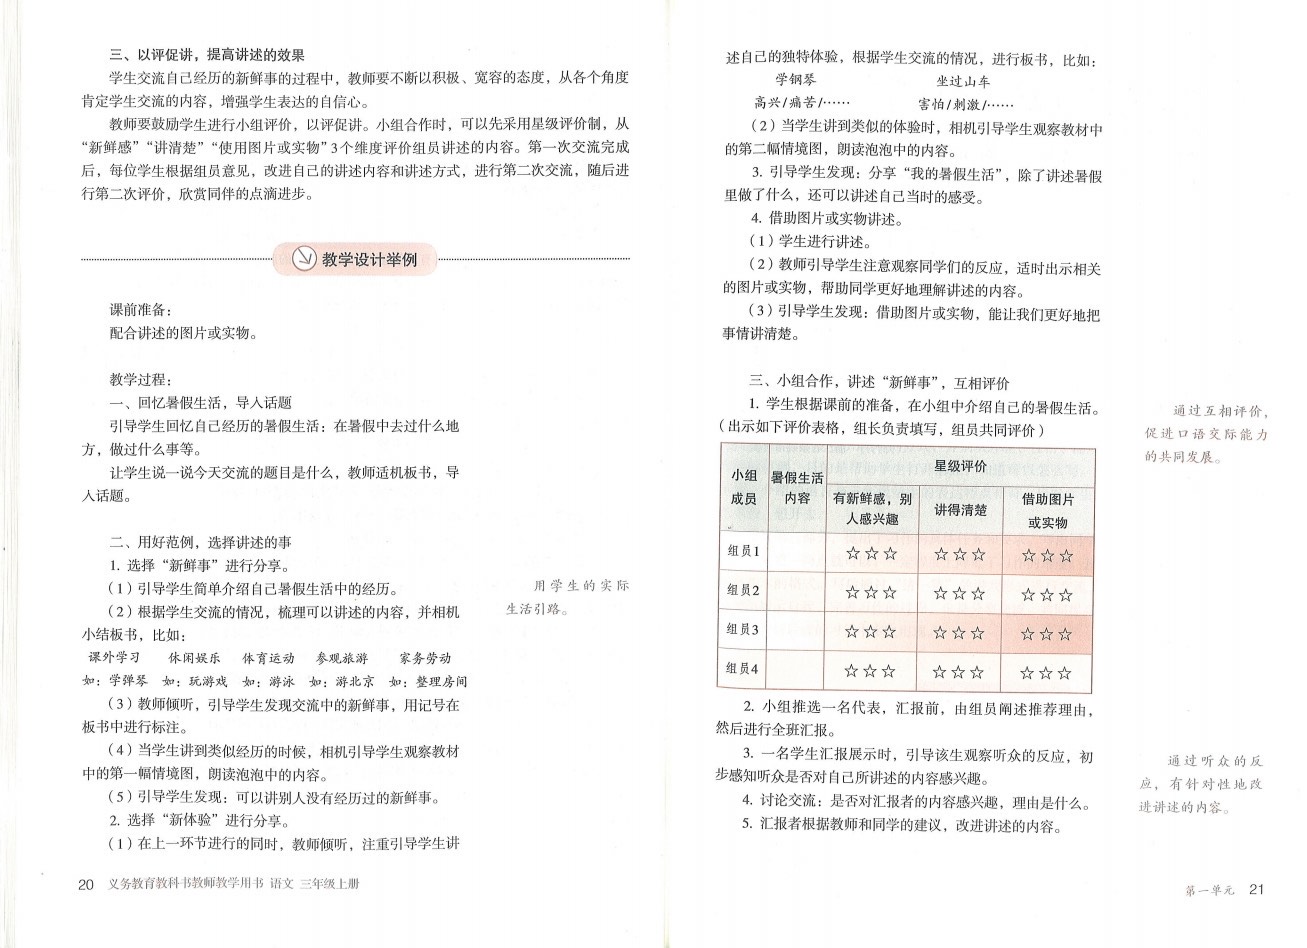 三、以评促讲，提高讲述的效果
学生交流自己经历的新鲜事的过程中，教师要不断以积极、宽容的态度，从各个角度
肯定学生交流的内容，增强学生表达的自信心。
教师要鼓励学生进行小组评价，以评促讲。小组合作时，可以先采用星级评价制，从
“新鲜感”“讲清楚”“使用图片或实物”3个维度评价组员讲述的内容。第一次交流完成
后，每位学生根据组员意见，改进自己的讲述内容和讲述方式，进行第二次交流，随后进
行第二次评价，欣赏同伴的点滴进步。
教学设计举例
课前准备：
配合讲述的图片或实物。
教学过程：
一、回忆暑假生活，导入话题
引导学生回忆自己经历的暑假生活：在暑假中去过什么地
方，做过什么事等。
让学生说一说今天交流的题目是什么，教师适机板书，导
入话题。
二、用好范例，选择讲述的事
1. 选择“新鲜事”进行分享。
（1）引导学生简单介绍自己暑假生活中的经历。
用学生的实际
生活引路。
（2）根据学生交流的情况，梳理可以讲述的内容，并相机
小结板书，比如：
课外学习 休闲娱乐 体育运动 参观旅游 家务劳动
如：学弹琴 如：玩游戏 如：游泳 如：游北京 如：整理房间
（3）教师倾听，引导学生发现交流中的新鲜事，用记号在
板书中进行标注。
（4）当学生讲到类似经历的时候，相机引导学生观察教材
中的第一幅情境图，朗读泡泡中的内容。
（5）引导学生发现：可以讲别人没有经历过的新鲜事。
2. 选择“新体验”进行分享。
（1）在上一环节进行的同时，教师倾听，注重引导学生讲
20 义务教育教科书教师教学用书 语文 三年级上册
述自己的独特体验，根据学生交流的情况，进行板书，比如：
学钢琴 坐过山车
高兴/痛苦/…… 害怕/刺激/……
（2）当学生讲到类似的体验时，相机引导学生观察教材中
的第二幅情境图，朗读泡泡中的内容。
3. 引导学生发现：分享“我的暑假生活”，除了讲述暑假
里做了什么，还可以讲述自己当时的感受。
4. 借助图片或实物讲述。
（1）学生进行讲述。
（2）教师引导学生注意观察同学们的反应，适时出示相关
的图片或实物，帮助同学更好地理解讲述的内容。
（3）引导学生发现：借助图片或实物，能让我们更好地把
事情讲清楚。
三、小组合作，讲述“新鲜事”，互相评价
1. 学生根据课前的准备，在小组中介绍自己的暑假生活。
（出示如下评价表格，组长负责填写，组员共同评价）
通过互相评价，
促进口语交际能力
的共同发展。
小组
成员
暑假生活
内容
星级评价
有新鲜感，别
人感兴趣
讲得清楚
借助图片
或实物
组员1 ☆☆☆ ☆☆☆ ☆☆☆
组员2 ☆☆☆ ☆☆☆ ☆☆☆
组员3 ☆☆☆ ☆☆☆ ☆☆☆
组员4 ☆☆☆ ☆☆☆ ☆☆☆
2. 小组推选一名代表，汇报前，由组员阐述推荐理由，
然后进行全班汇报。
3. 一名学生汇报展示时，引导该生观察听众的反应，初
步感知听众是否对自己所讲述的内容感兴趣。
4. 讨论交流：是否对汇报者的内容感兴趣，理由是什么。
5. 汇报者根据教师和同学的建议，改进讲述的内容。
通过听众的反
应，有针对性地改
进讲述的内容。
第一单元 21